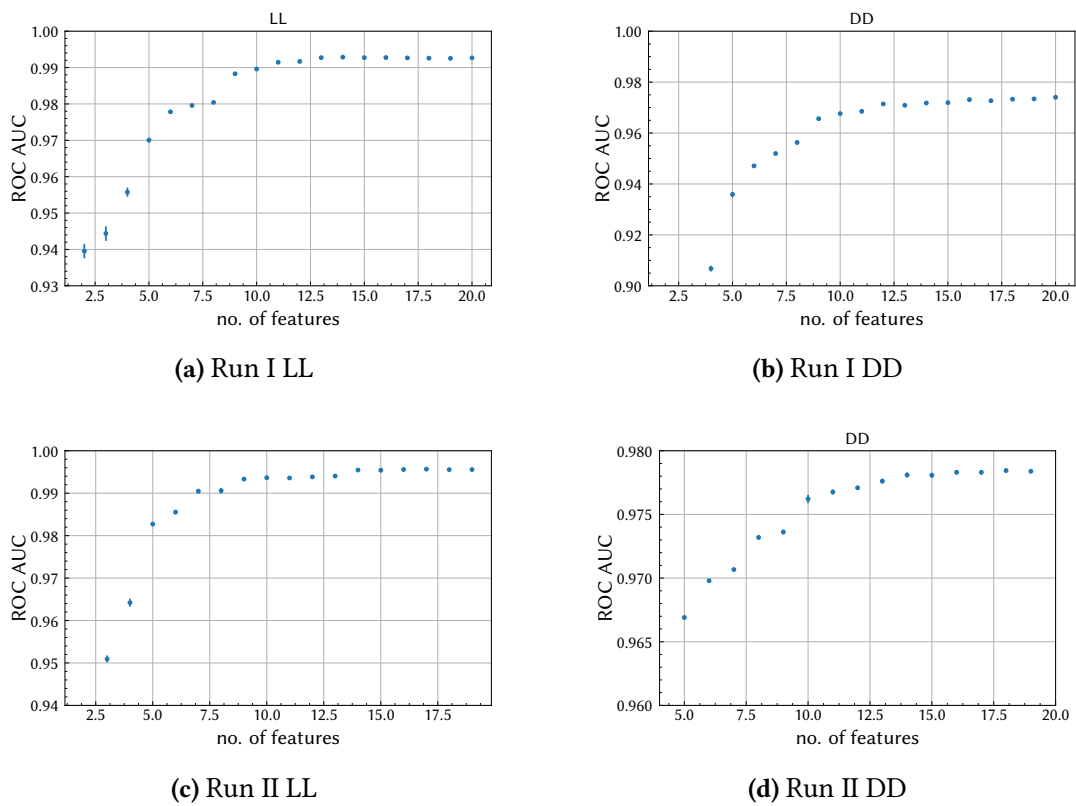 LL
1.00
0.99
0.98
0.97
0.96
0.95
0.94
0.93
ROC AUC
2.5 5.0 7.5 10.0 12.5 15.0 17.5 20.0
no. of features
(a) Run I LL
DD
1.00
0.98
0.96
0.94
0.92
0.90
ROC AUC
2.5 5.0 7.5 10.0 12.5 15.0 17.5 20.0
no. of features
(b) Run I DD
1.00
0.99
0.98
0.97
0.96
0.95
0.94
ROC AUC
2.5 5.0 7.5 10.0 12.5 15.0 17.5
no. of features
(c) Run II LL
DD
0.980
0.975
0.970
0.965
0.960
ROC AUC
5.0 7.5 10.0 12.5 15.0 17.5 20.0
no. of features
(d) Run II DD